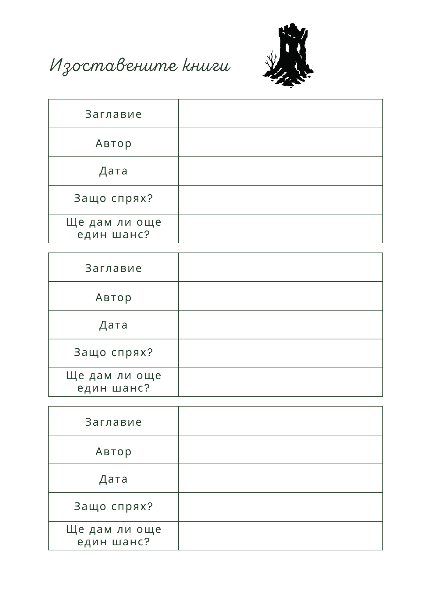 Изоставените книги
Заглавие
Автор
Дата
Защо спрях?
Ще дам ли още
един шанс?
Заглавие
Автор
Дата
Защо спрях?
Ще дам ли още
един шанс?
Заглавие
Автор
Дата
Защо спрях?
Ще дам ли още
един шанс?